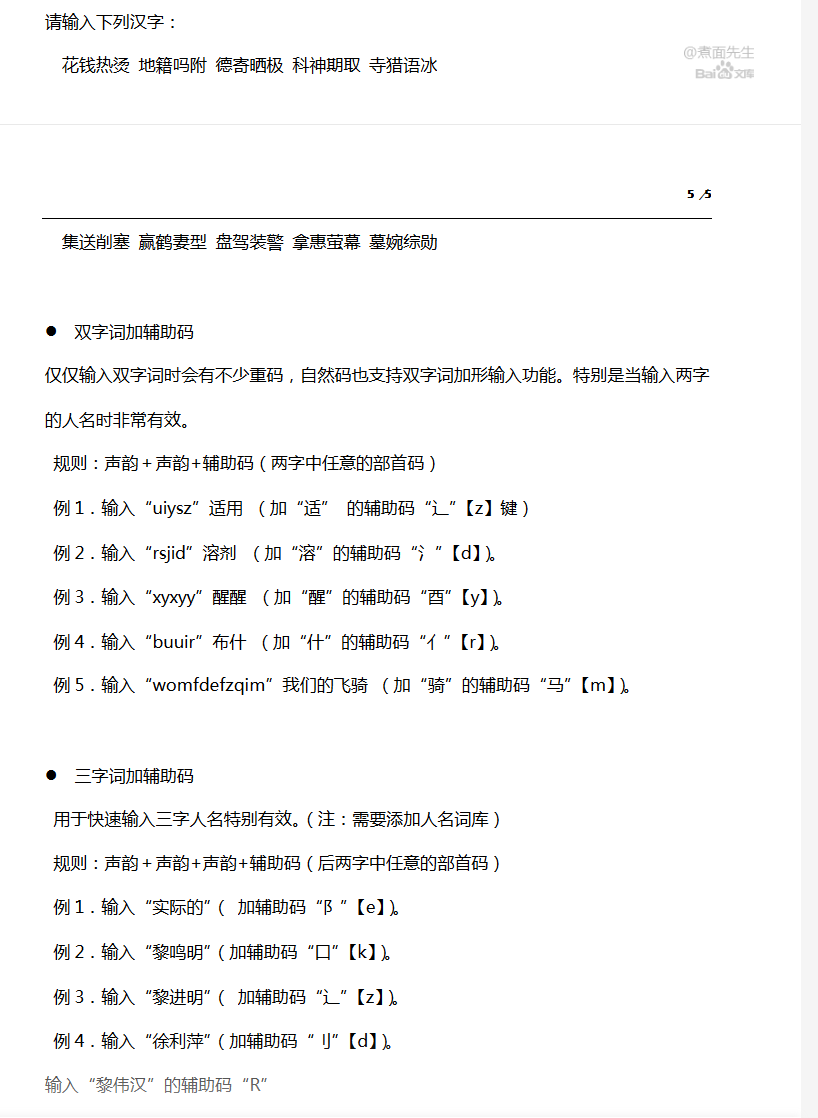 请输入下列汉字：
花钱热烫 地籍吗附 德寄晒极 科神期取 寺猎语冰
@煮面先生
Bai文库
5 /5
集送削塞 赢鹤妻型 盘驾装警 拿惠萤幕 墓婉综勋
● 双字词加辅助码
仅仅输入双字词时会有不少重码，自然码也支持双字词加形输入功能。特别是当输入两字
的人名时非常有效。
规则：声韵＋声韵+辅助码（两字中任意的部首码）
例 1．输入“uiysz”适用 （加“适” 的辅助码“辶”【z】键）
例 2．输入“rsjid”溶剂 （加“溶”的辅助码“氵”【d】)。
例 3．输入“xyxyy”醒醒 （加“醒”的辅助码“酉”【y】)。
例 4．输入“buuir”布什 （加“什”的辅助码“亻”【r】)。
例 5．输入“womfdefzqim”我们的飞骑 （加“骑”的辅助码“马”【m】)。
● 三字词加辅助码
用于快速输入三字人名特别有效。（注：需要添加人名词库）
规则：声韵＋声韵+声韵+辅助码（后两字中任意的部首码）
例 1．输入“实际的”（ 加辅助码“阝”【e】)。
例 2．输入“黎鸣明”（加辅助码“口”【k】)。
例 3．输入“黎进明”（ 加辅助码“辶”【z】)。
例 4．输入“徐利萍”（加辅助码“刂”【d】)。
输入“黎伟汉”的辅助码“R”